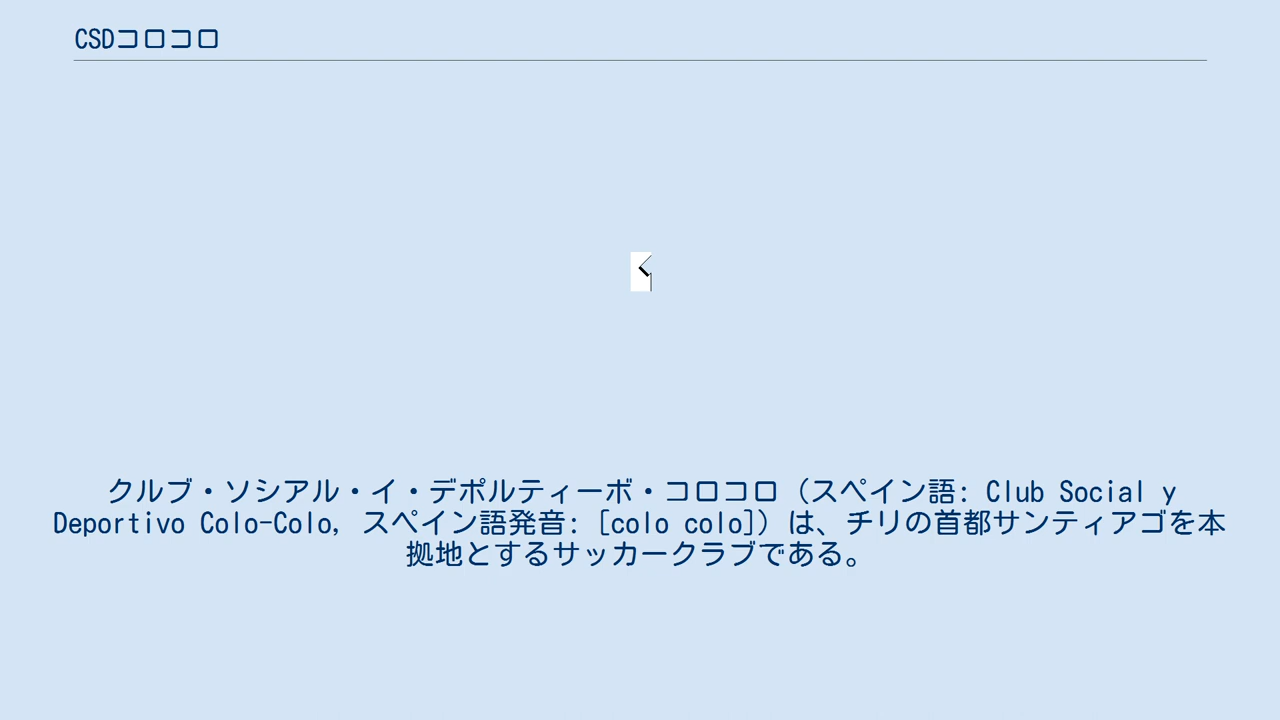 CSDコロコロ
クルブ・ソシアル・イ・デポルティーボ・コロコロ（スペイン語: Club Social y
Deportivo Colo-Colo, スペイン語発音: [colo colo]）は、チリの首都サンティアゴを本
拠地とするサッカークラブである。